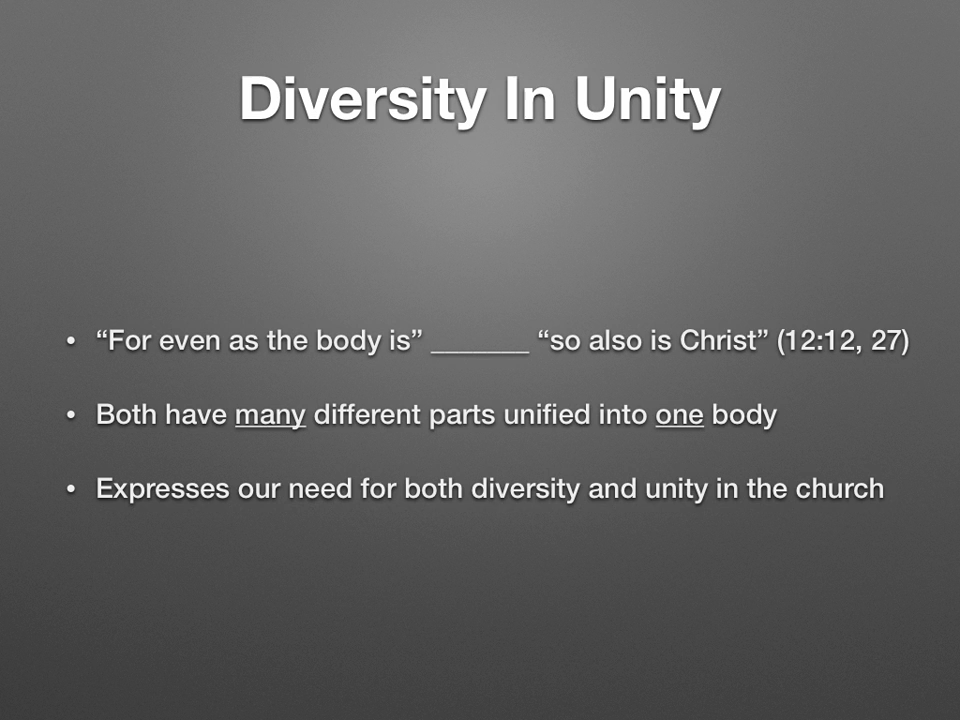 Diversity In Unity
• “For even as the body is” _______ “so also is Christ” (12:12, 27)
• Both have many different parts unified into one body
• Expresses our need for both diversity and unity in the church